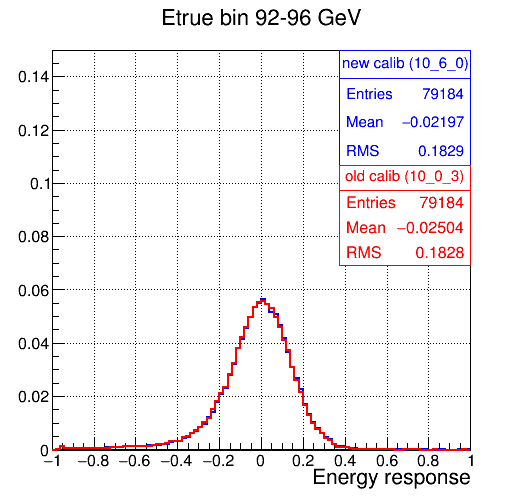 Etrue bin 92-96 GeV
new calib (10_6_0)
Entries 79184
Mean −0.02197
RMS 0.1829
old calib (10_0_3)
Entries 79184
Mean −0.02504
RMS 0.1828
0.14
0.12
0.1
0.08
0.06
0.04
0.02
0
−1 −0.8 −0.6 −0.4 −0.2 0 0.2 0.4 0.6 0.8 1
Energy response